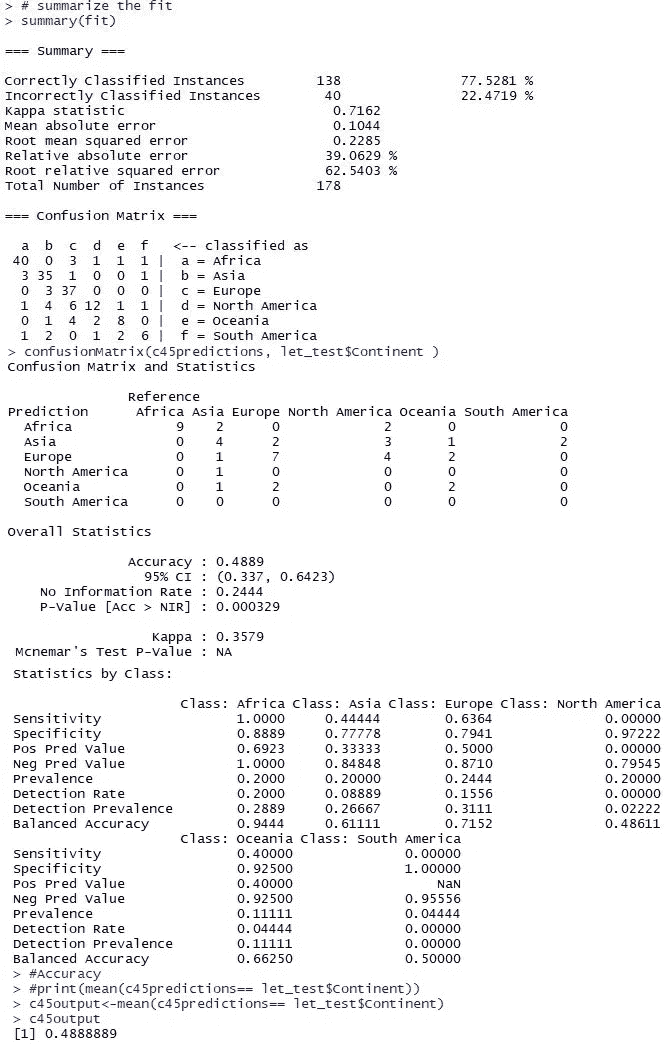 > # summarize the fit
> summary(fit)
=== Summary ===
Correctly Classified Instances 138 77.5281 %
Incorrectly Classified Instances 40 22.4719 %
Kappa statistic 0.7162
Mean absolute error 0.1044
Root mean squared error 0.2285
Relative absolute error 39.0629 %
Root relative squared error 62.5403 %
Total Number of Instances 178
=== Confusion Matrix ===
a b c d e f <-- classified as
40 0 3 1 1 1 | a = Africa
3 35 1 0 0 1 | b = Asia
0 3 37 0 0 0 | c = Europe
1 4 6 12 1 1 | d = North America
0 1 4 2 8 0 | e = Oceania
1 2 0 1 2 6 | f = South America
> confusionMatrix(c45predictions, let_test$Continent )
Confusion Matrix and Statistics
Reference
Prediction Africa Asia Europe North America Oceania South America
Africa 9 2 0 2 0 0
Asia 0 4 2 3 1 2
Europe 0 1 7 4 2 0
North America 0 1 0 0 0 0
Oceania 0 1 2 0 2 0
South America 0 0 0 0 0 0
Overall Statistics
Accuracy : 0.4889
95% CI : (0.337, 0.6423)
No Information Rate : 0.2444
P-Value [Acc > NIR] : 0.000329
Kappa : 0.3579
Mcnemar's Test P-Value : NA
Statistics by Class:
Class: Africa Class: Asia Class: Europe Class: North America
Sensitivity 1.0000 0.44444 0.6364 0.00000
Specificity 0.8889 0.77778 0.7941 0.97222
Pos Pred Value 0.6923 0.33333 0.5000 0.00000
Neg Pred Value 1.0000 0.84848 0.8710 0.79545
Prevalence 0.2000 0.20000 0.2444 0.20000
Detection Rate 0.2000 0.08889 0.1556 0.00000
Detection Prevalence 0.2889 0.26667 0.3111 0.02222
Balanced Accuracy 0.9444 0.61111 0.7152 0.48611
Class: Oceania Class: South America
Sensitivity 0.40000 0.00000
Specificity 0.92500 1.00000
Pos Pred Value 0.40000 NaN
Neg Pred Value 0.92500 0.95556
Prevalence 0.11111 0.04444
Detection Rate 0.04444 0.00000
Detection Prevalence 0.11111 0.00000
Balanced Accuracy 0.66250 0.50000
> #Accuracy
> #print(mean(c45predictions== let_test$Continent))
> c45output<-mean(c45predictions== let_test$Continent)
> c45output
[1] 0.4888889